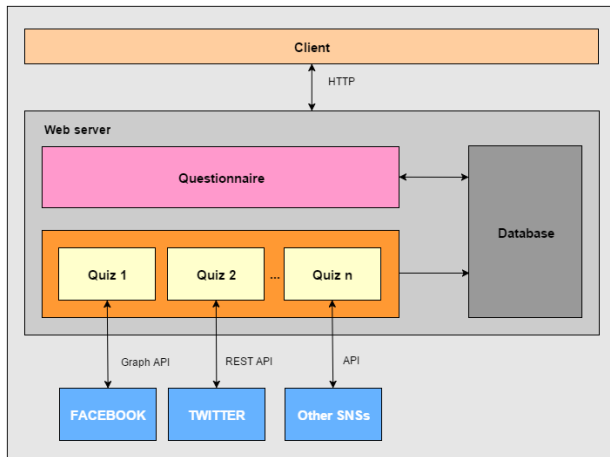 Client
HTTP
Web server
Questionnaire
Database
Quiz 1
Quiz 2
...
Quiz n
Graph API
REST API
API
FACEBOOK
TWITTER
Other SNSs